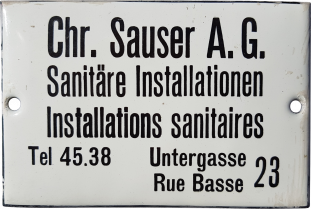 Chr. Sauser A.G.
Sanitäre Installationen
Installations sanitaires
Tel 45.38 Untergasse 23
Rue Basse